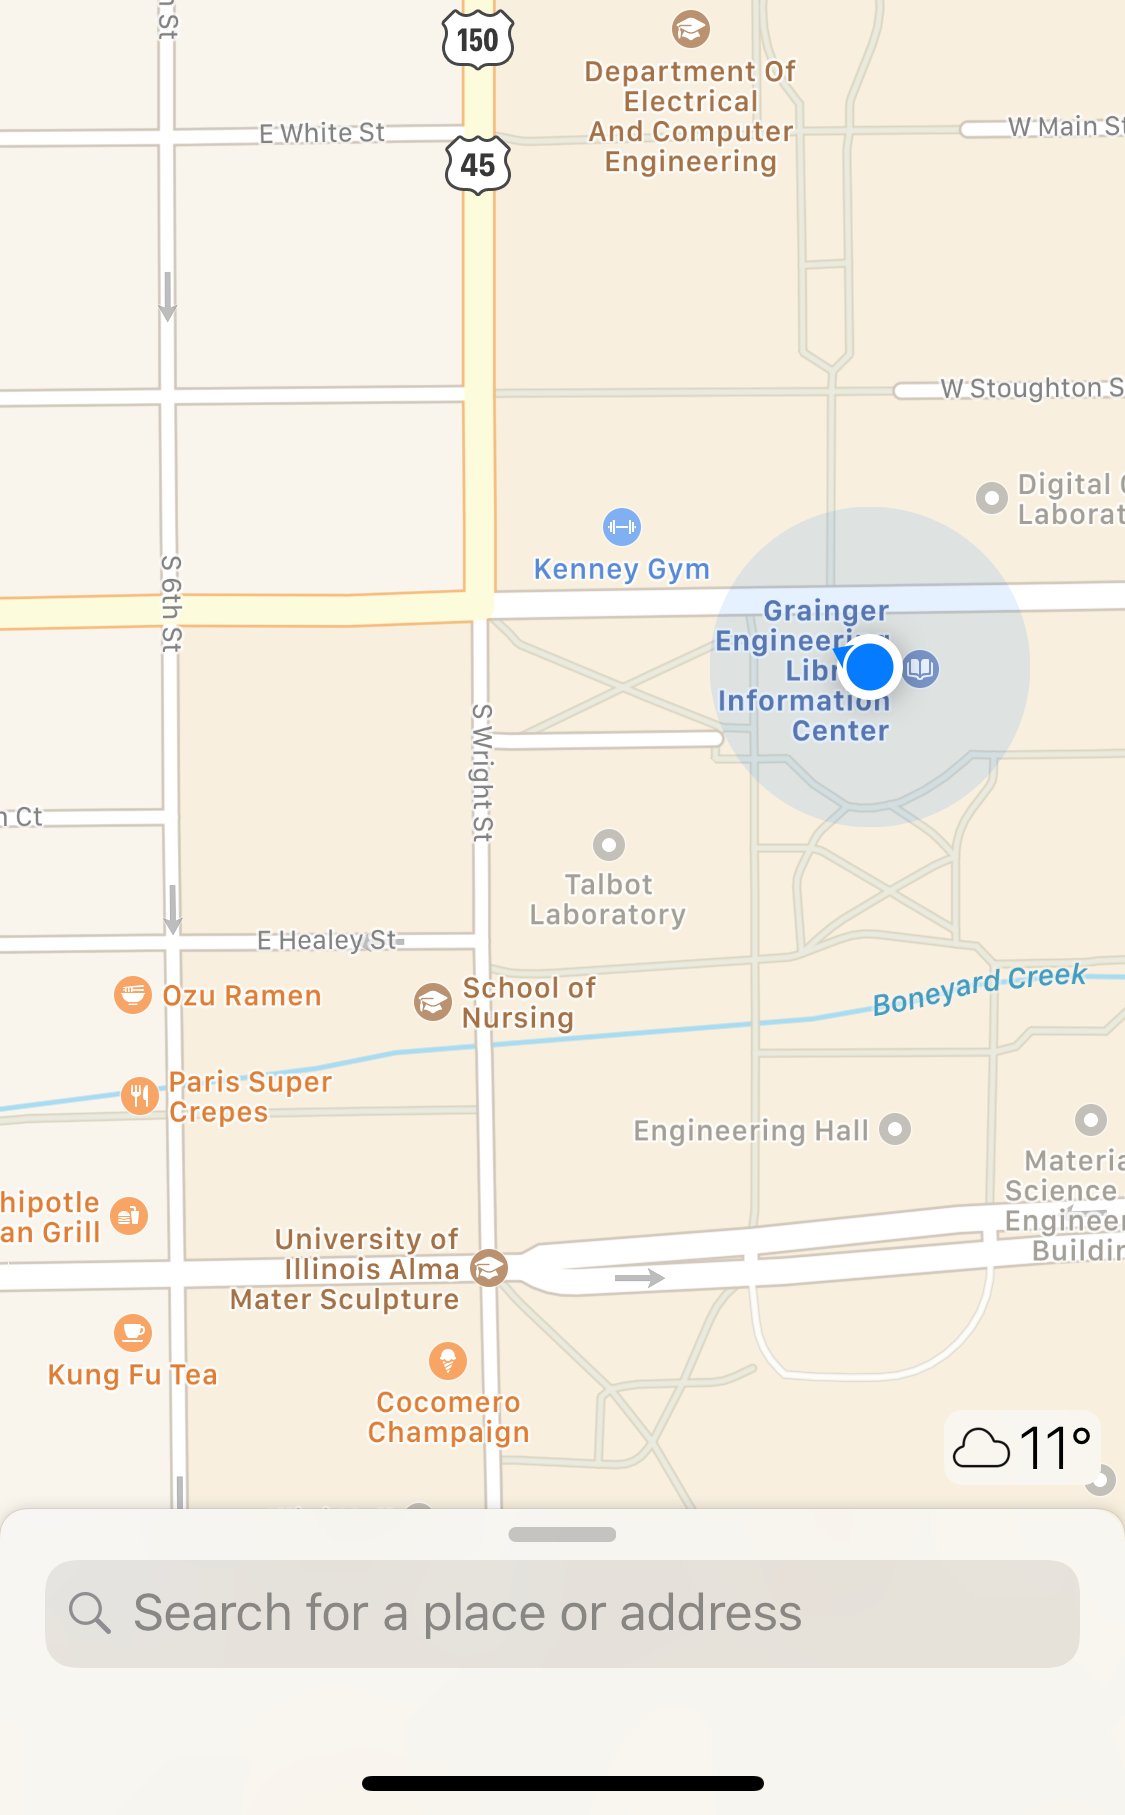 St
150
Department Of
Electrical
And Computer
Engineering
E White St
W Main St
45
W Stoughton S
Digital
Laborat
Kenney Gym
S 6th St
Grainger
Engineering
Information
Center
S Wright St
Ct
Talbot
Laboratory
E Healey St
Ozu Ramen
School of
Nursing
Boneyard Creek
Paris Super
Crepes
Engineering Hall
Materia
Science
Engineer
Buildin
hipotle
an Grill
University of
Illinois Alma
Mater Sculpture
Kung Fu Tea
Cocomero
Champaign
11°
Search for a place or address